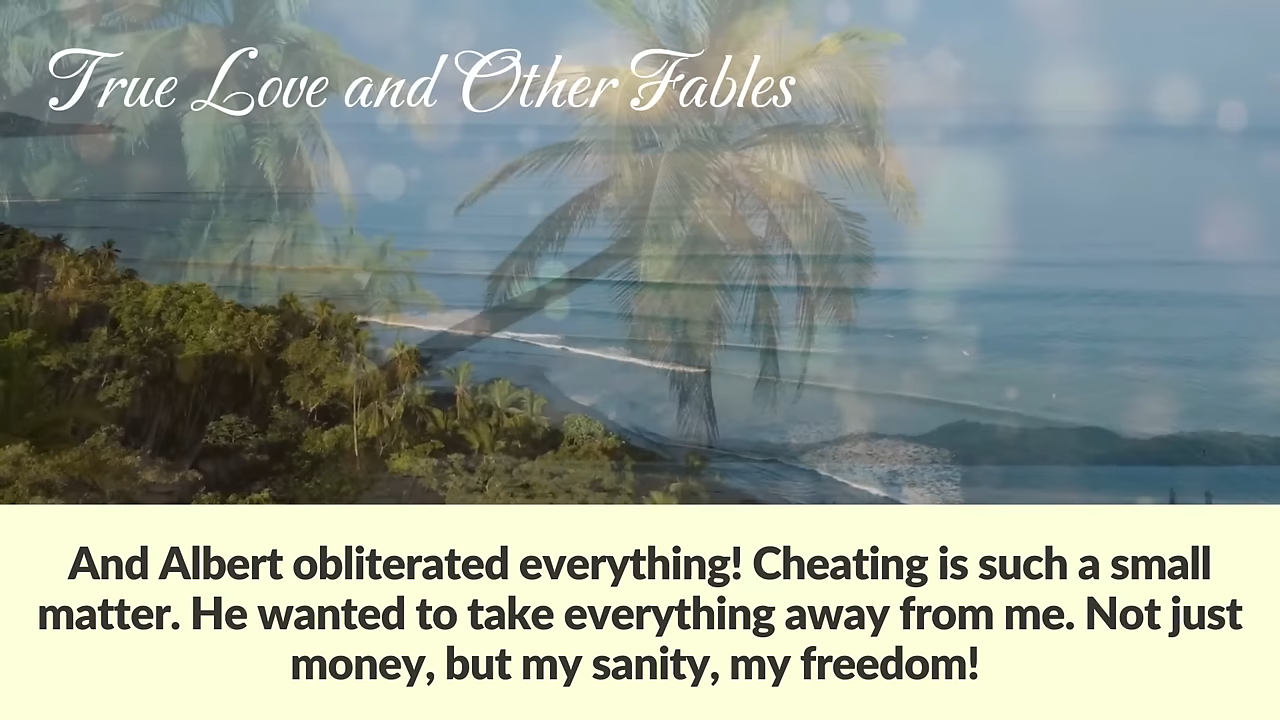 True Love and Other Fables
And Albert obliterated everything! Cheating is such a small
matter. He wanted to take everything away from me. Not just
money, but my sanity, my freedom!